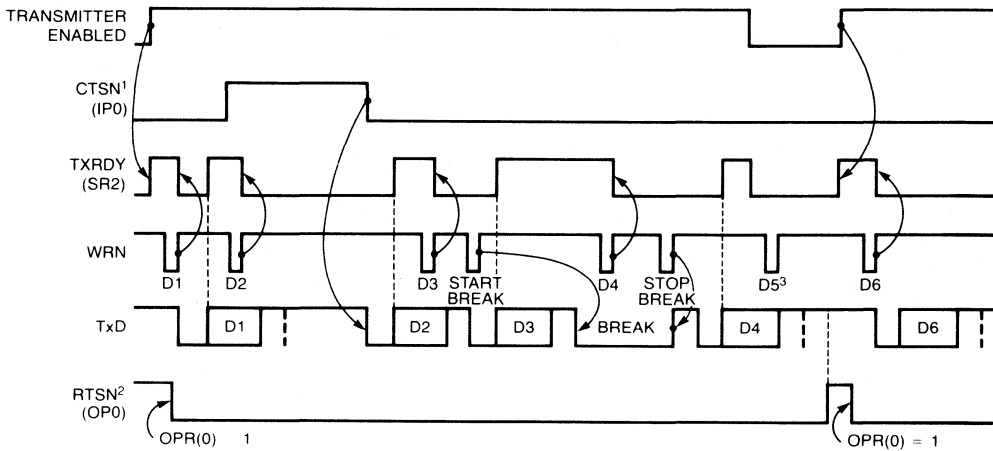 TRANSMITTER
ENABLED
CTSN¹
(IP0)
TXRDY
(SR2)
WRN
D1 D2 D3 START BREAK D4 STOP BREAK D5³ D6
TxD
D1 D2 D3 BREAK D4 D6
RTSN²
(OP0)
OPR(0) 1 OPR(0) = 1